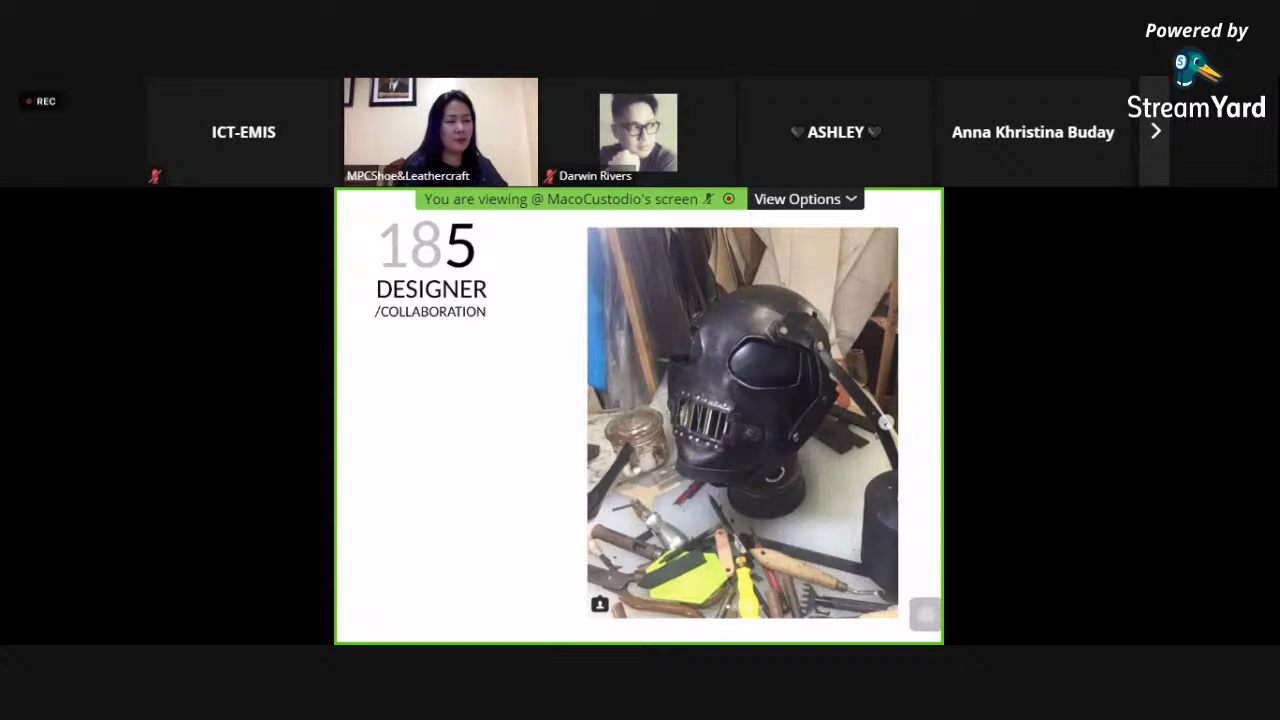 Powered by
StreamYard
REC
ICT-EMIS
MPCShoe&Leathercraft
Darwin Rivers
🖤 ASHLEY 🖤
Anna Khristina Buday
You are viewing @ MacoCustodio's screen
View Options
185
DESIGNER
/COLLABORATION